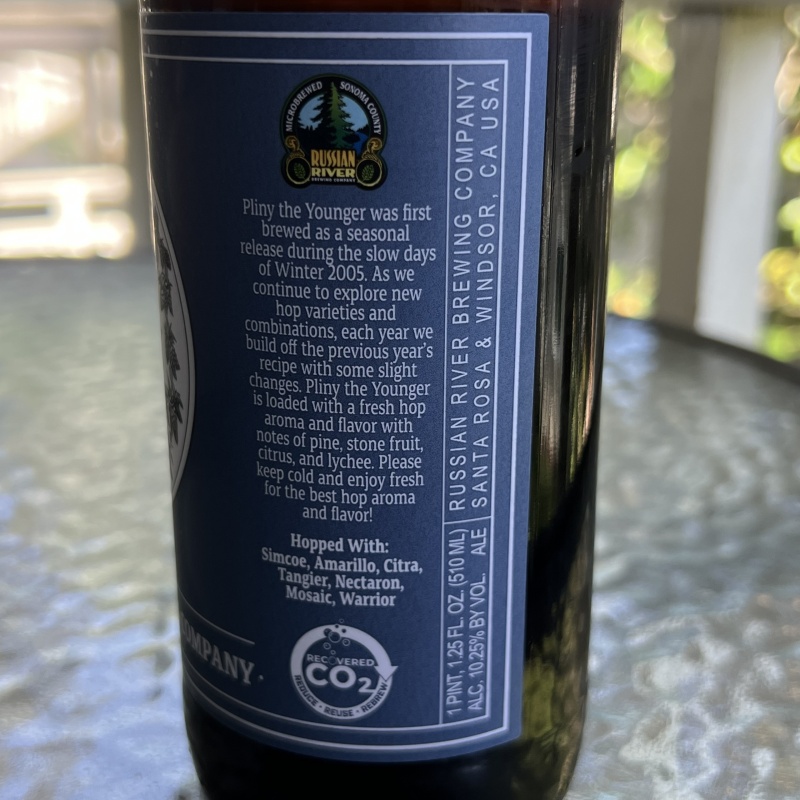 MICROBREWED SONOMA COUNTY
RUSSIAN
RIVER
BREWING COMPANY
Pliny the Younger was first
brewed as a seasonal
release during the slow days
of Winter 2005. As we
continue to explore new
hop varieties and
combinations, each year we
build off the previous year's
recipe with some slight
changes. Pliny the Younger
is loaded with a fresh hop
aroma and flavor with
notes of pine, stone fruit,
citrus, and lychee. Please
keep cold and enjoy fresh
for the best hop aroma
and flavor!
Hopped With:
Simcoe, Amarillo, Citra,
Tangier, Nectaron,
Mosaic, Warrior
RECOVERED
CO2
REDUCE • REUSE • REBREW
COMPANY.
RUSSIAN RIVER BREWING COMPANY
SANTA ROSA & WINDSOR, CA USA
1 PINT, 1.25 FL. OZ. (510 ML)
ALC. 10.25% BY VOL. ALE